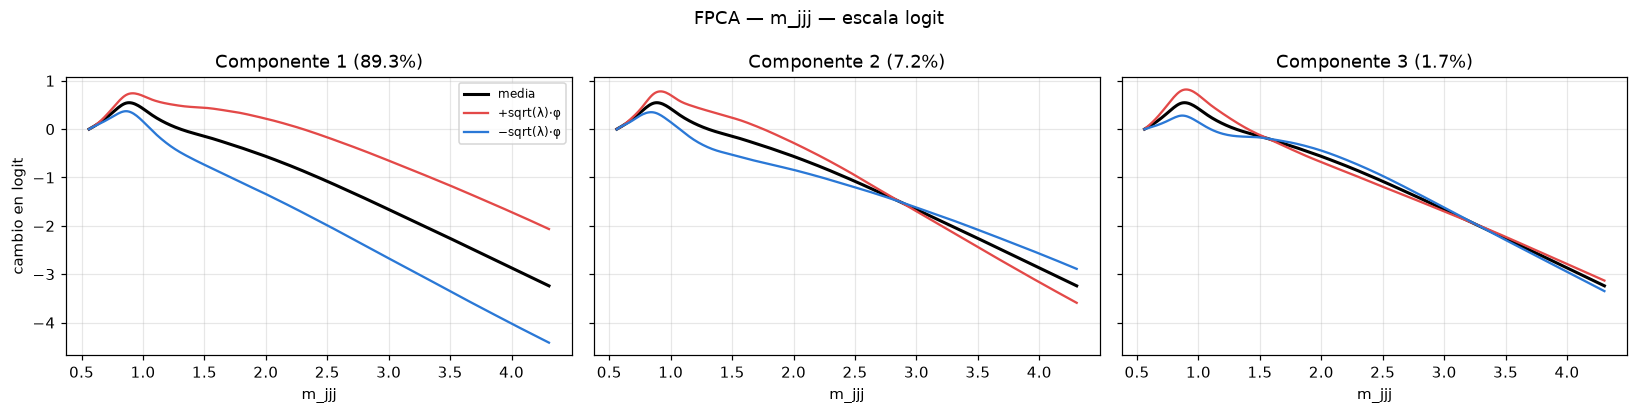 FPCA — m_jjj — escala logit
Componente 1 (89.3%)
Componente 2 (7.2%)
Componente 3 (1.7%)
media
+sqrt(λ)·φ
−sqrt(λ)·φ
cambio en logit
1
0
−1
−2
−3
−4
0.5 1.0 1.5 2.0 2.5 3.0 3.5 4.0
0.5 1.0 1.5 2.0 2.5 3.0 3.5 4.0
0.5 1.0 1.5 2.0 2.5 3.0 3.5 4.0
m_jjj
m_jjj
m_jjj